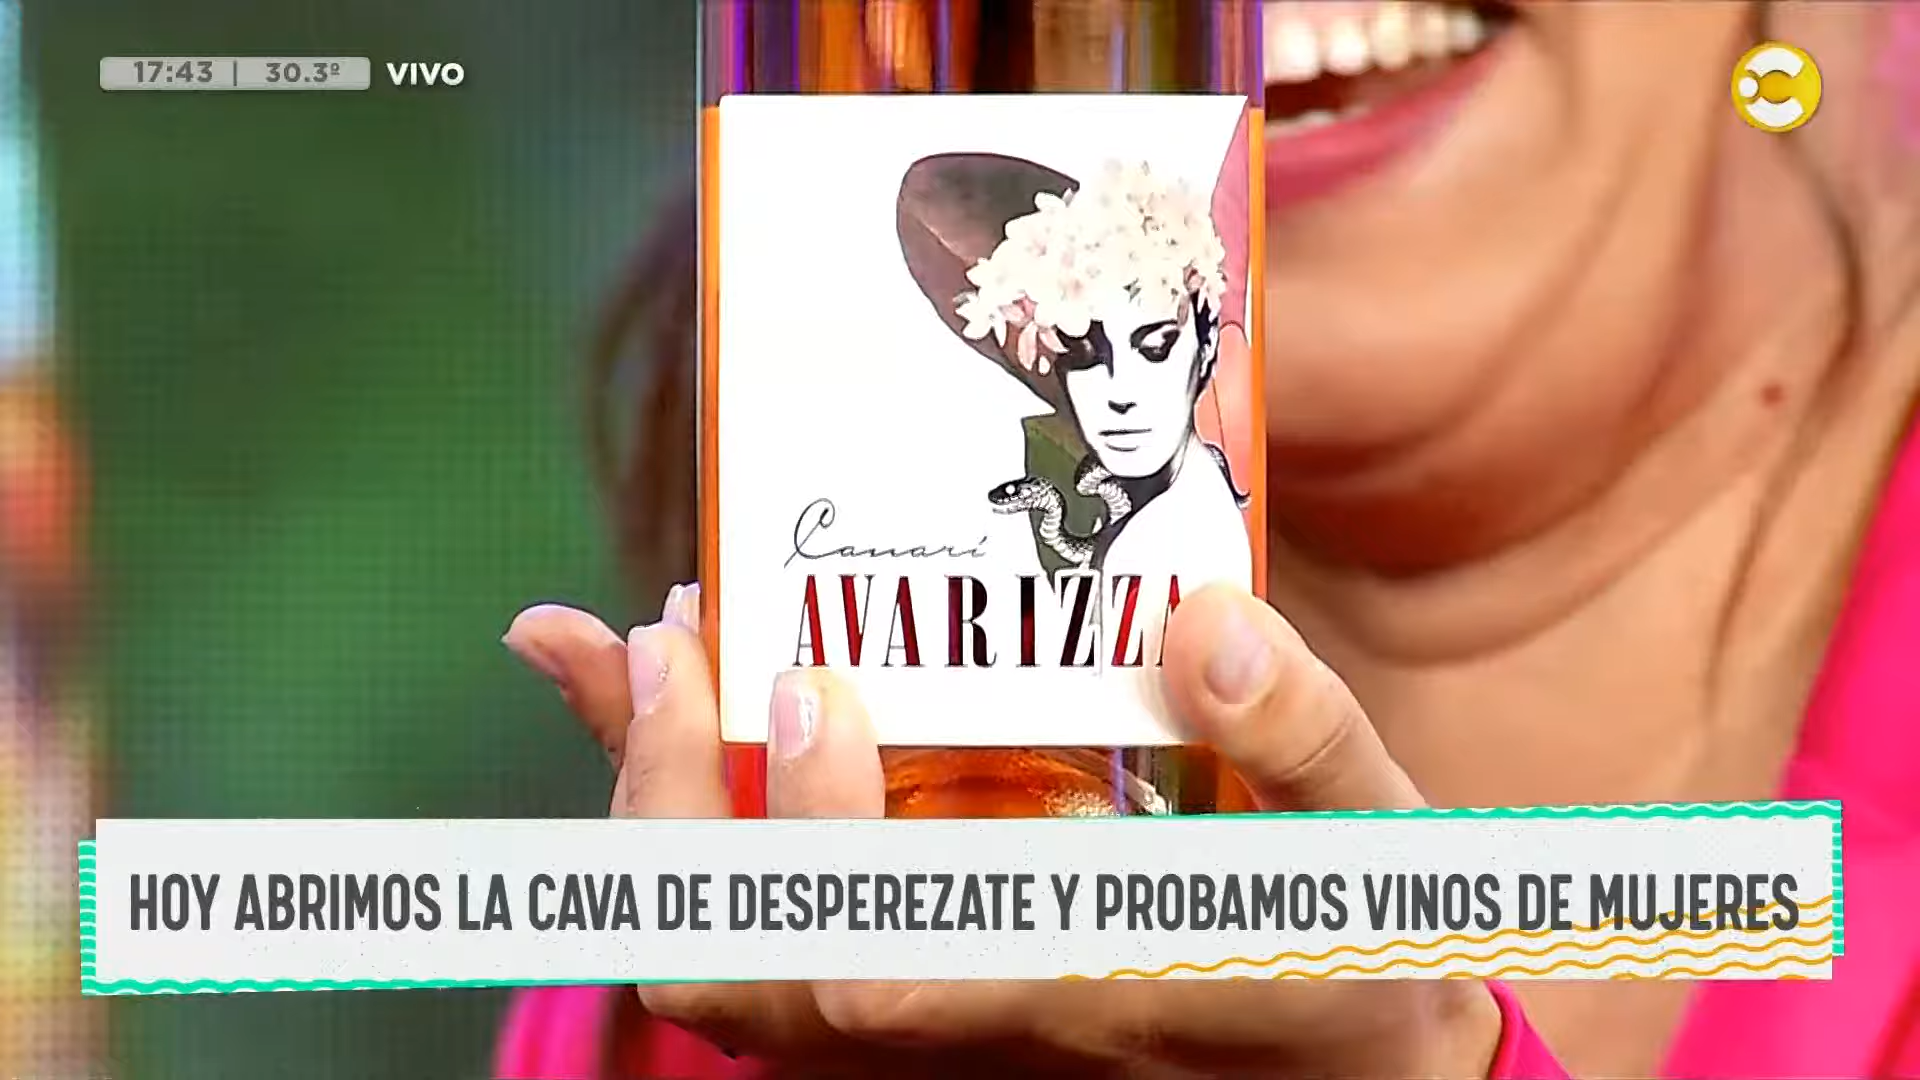 17:43 | 30.3º VIVO
Canarí
AVARIZZA
HOY ABRIMOS LA CAVA DE DESPEREZATE Y PROBAMOS VINOS DE MUJERES